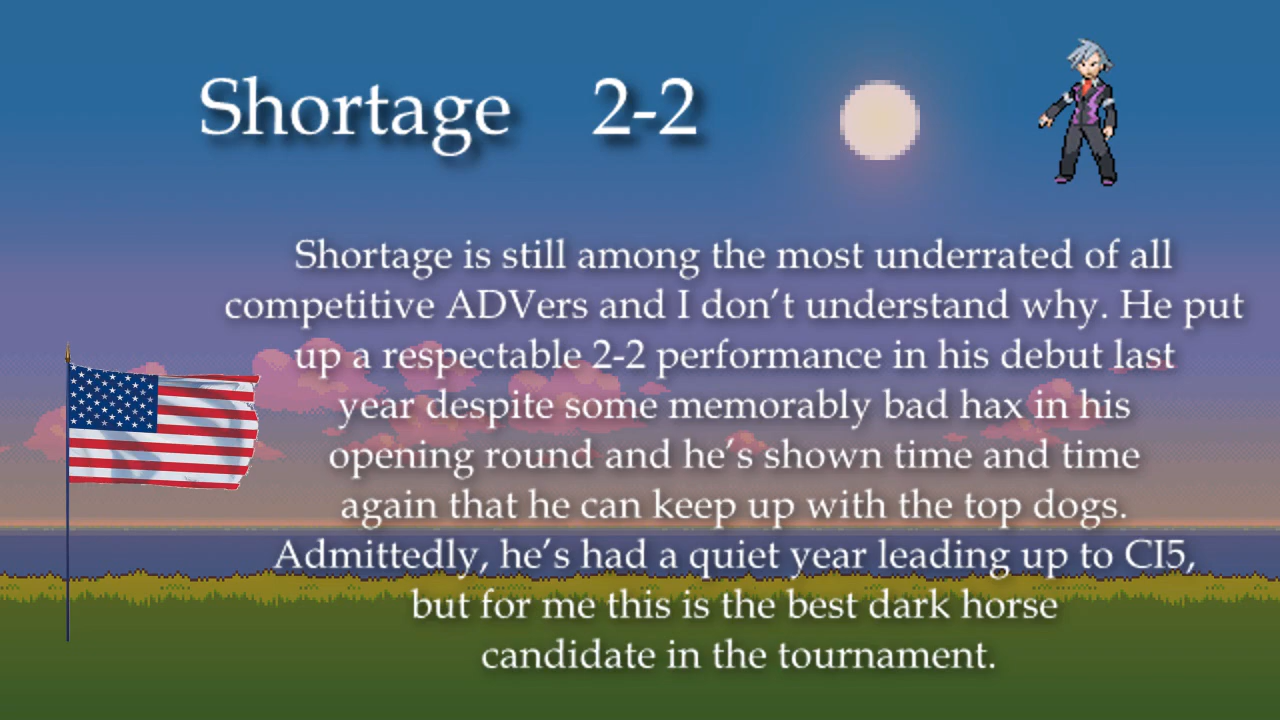 Shortage 2-2
Shortage is still among the most underrated of all
competitive ADVers and I don’t understand why. He put
up a respectable 2-2 performance in his debut last
year despite some memorably bad hax in his
opening round and he’s shown time and time
again that he can keep up with the top dogs.
Admittedly, he’s had a quiet year leading up to CI5,
but for me this is the best dark horse
candidate in the tournament.